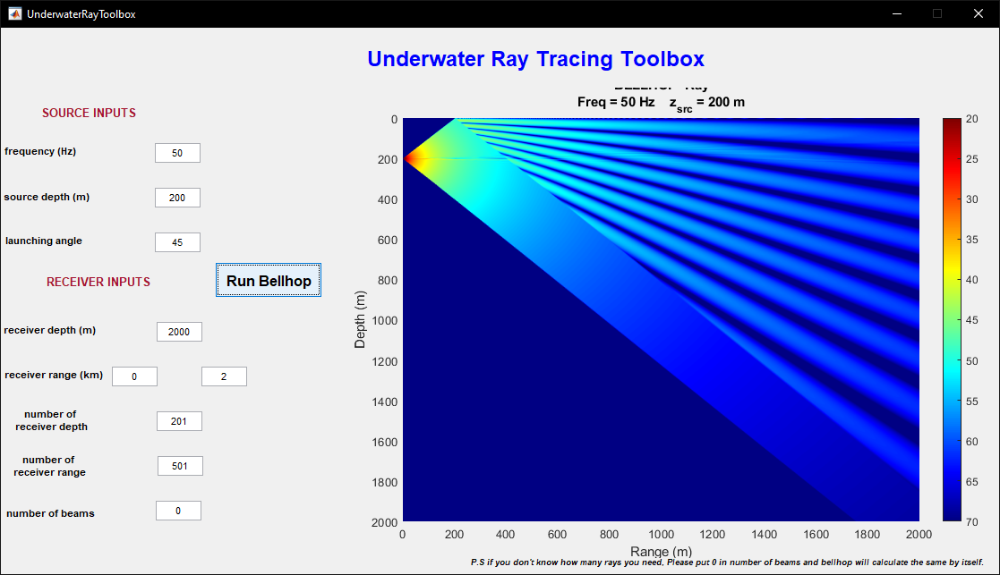 UnderwaterRayToolbox
Underwater Ray Tracing Toolbox
SOURCE INPUTS
frequency (Hz)
50
source depth (m)
200
launching angle
45
RECEIVER INPUTS
Run Bellhop
receiver depth (m)
2000
receiver range (km)
0
2
number of
receiver depth
201
number of
receiver range
501
number of beams
0
Freq = 50 Hz z_src = 200 m
Depth (m)
0
200
400
600
800
1000
1200
1400
1600
1800
2000
0 200 400 600 800 1000 1200 1400 1600 1800 2000
Range (m)
20
25
30
35
40
45
50
55
60
65
70
P.S if you don't know how many rays you need, Please put 0 in number of beams and bellhop will calculate the same by itself.